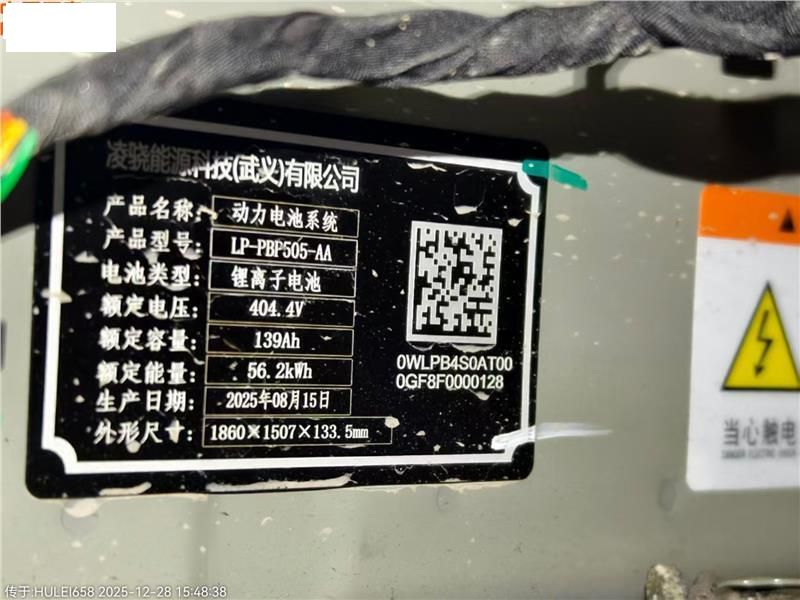 凌骁能源科技(武义)有限公司
产品名称: 动力电池系统
产品型号: LP-PBP505-AA
电池类型: 锂离子电池
额定电压: 404.4V
额定容量: 139Ah
额定能量: 56.2kWh
生产日期: 2025年08月15日
外形尺寸: 1860×1507×133.5mm
0WLPB4S0AT00
0GF8F0000128
当心触电
传于:HULEI658 2025-12-28 15:48:38